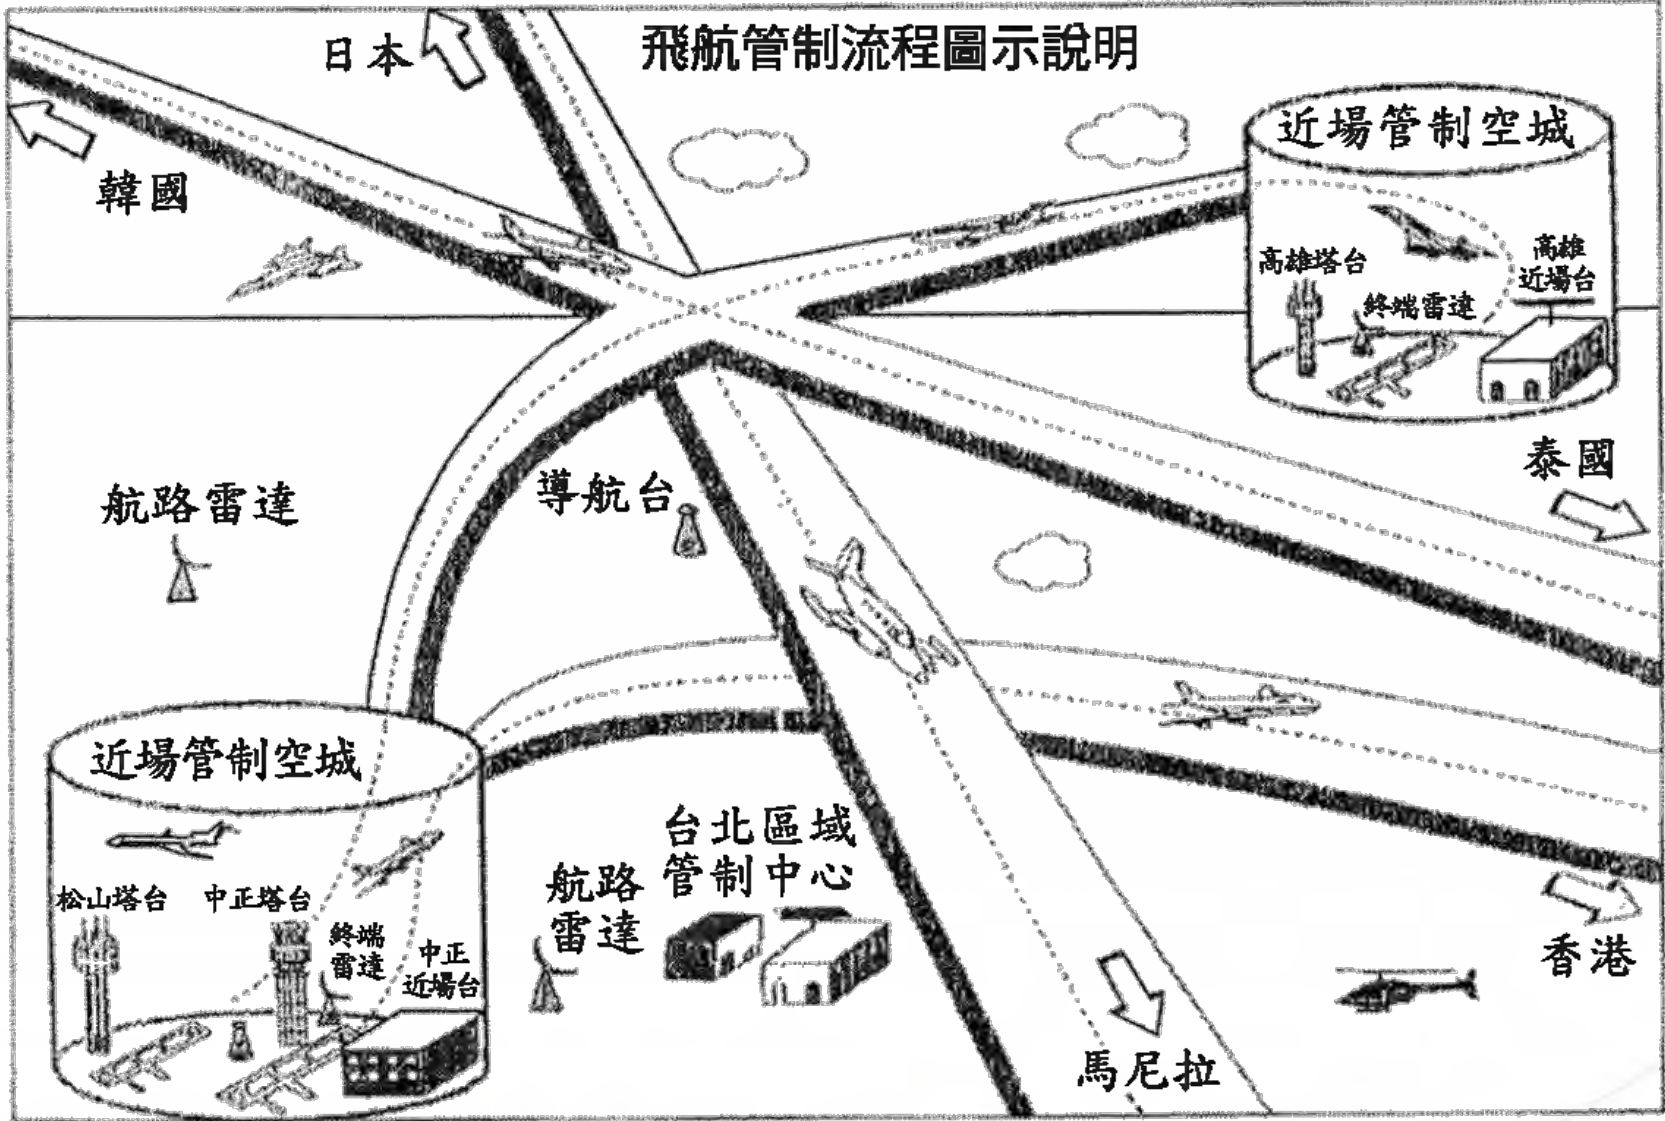 飛航管制流程圖示說明
日本
韓國
近場管制空城
高雄塔台
高雄
近場台
終端雷達
泰國
航路雷達
導航台
近場管制空城
松山塔台
中正塔台
終端
雷達
中正
近場台
航路
雷達
台北區域
管制中心
香港
馬尼拉